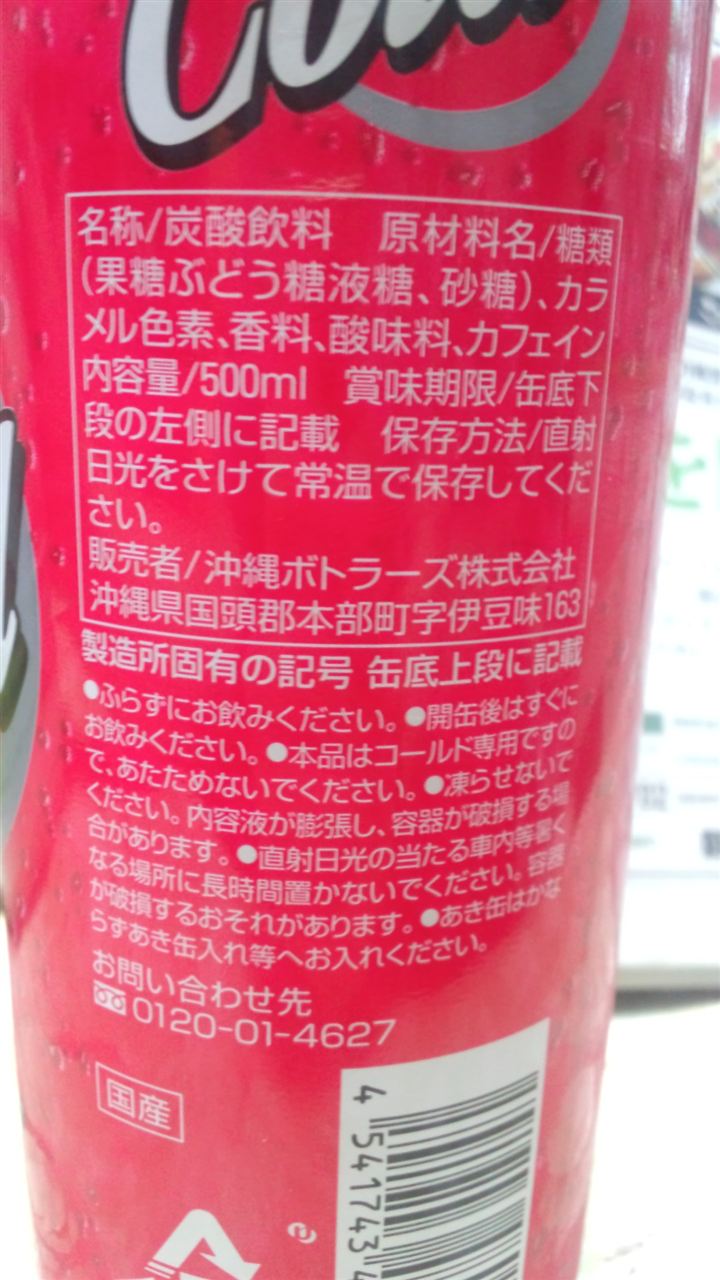 Cola
名称/炭酸飲料 原材料名/糖類
(果糖ぶどう糖液糖、砂糖)、カラ
メル色素、香料、酸味料、カフェイン
内容量/500ml 賞味期限/缶底下
段の左側に記載 保存方法/直射
日光をさけて常温で保存してくだ
さい。
販売者/沖縄ボトラーズ株式会社
沖縄県国頭郡本部町字伊豆味163
製造所固有の記号 缶底上段に記載
●ふらずにお飲みください。●開缶後はすぐに
お飲みください。●本品はコールド専用ですの
で、あたためないでください。●凍らせないで
ください。内容液が膨張し、容器が破損する場
合があります。●直射日光の当たる車内等暑く
なる場所に長時間置かないでください。容器
が破損するおそれがあります。●あき缶はかな
らずあき缶入れ等へお入れください。
お問い合わせ先
0120-01-4627
国産
4 541743 4